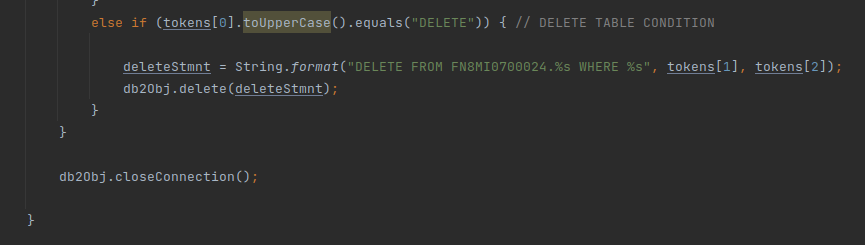 }
else if (tokens[0].toUpperCase().equals("DELETE")) { // DELETE TABLE CONDITION
deleteStmnt = String.format("DELETE FROM FN8MI0700024.%s WHERE %s", tokens[1], tokens[2]);
db2Obj.delete(deleteStmnt);
}
}
db2Obj.closeConnection();
}